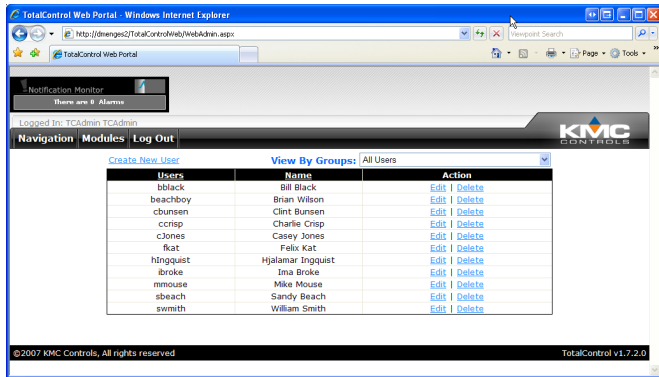 TotalControl Web Portal - Windows Internet Explorer
http://dmenges2/TotalControlWeb/WebAdmin.aspx Viewpoint Search
TotalControl Web Portal Page Tools »
Notification Monitor
There are 0 Alarms
Logged In: TCAdmin TCAdmin
Navigation Modules Log Out
KMC
CONTROLS
Create New User View By Groups: All Users
Users Name Action
bblack Bill Black Edit | Delete
beachboy Brian Wilson Edit | Delete
cbunsen Clint Bunsen Edit | Delete
ccrisp Charlie Crisp Edit | Delete
cJones Casey Jones Edit | Delete
fkat Felix Kat Edit | Delete
hIngquist Hjalamar Ingquist Edit | Delete
ibroke Ima Broke Edit | Delete
mmouse Mike Mouse Edit | Delete
sbeach Sandy Beach Edit | Delete
swmith William Smith Edit | Delete
©2007 KMC Controls, All rights reserved TotalControl v1.7.2.0